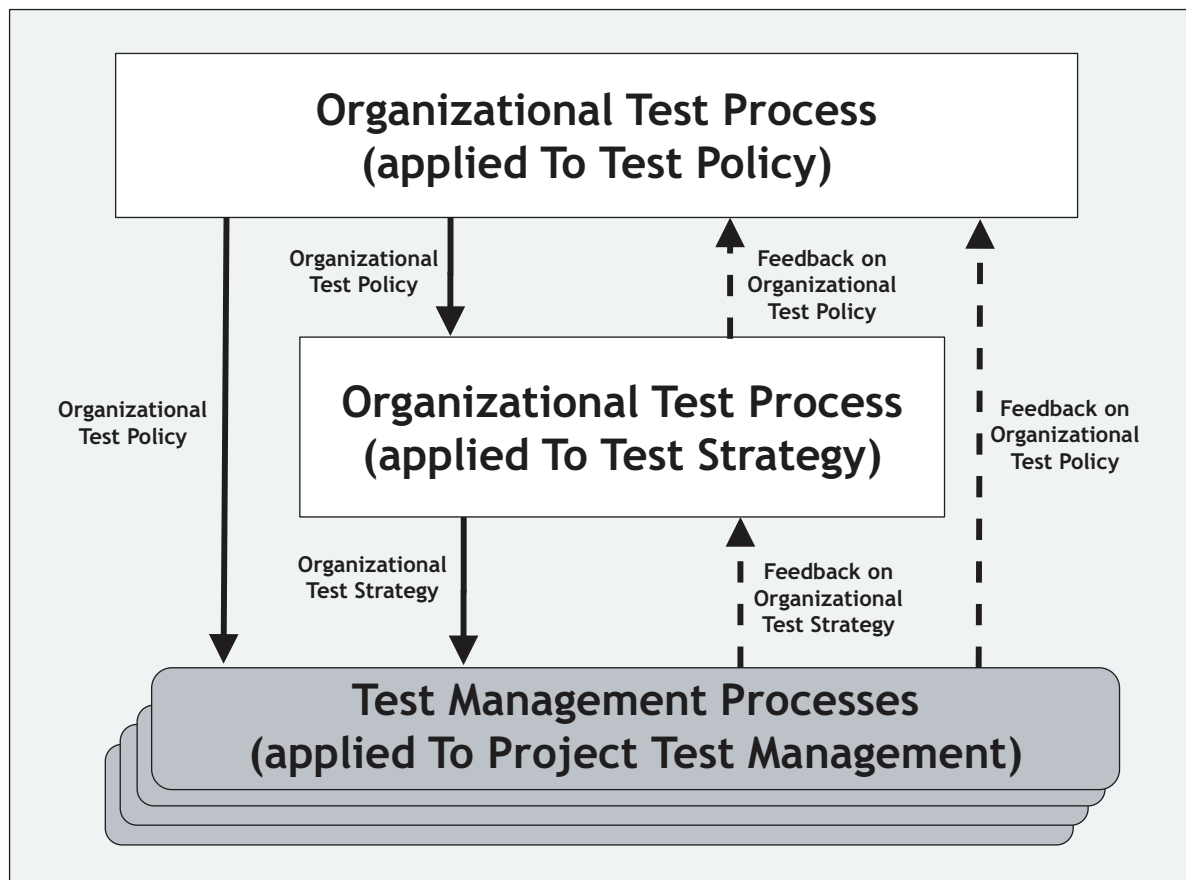 Organizational Test Process
(applied To Test Policy)
Organizational
Test Policy
Feedback on
Organizational
Test Policy
Organizational
Test Policy
Organizational Test Process
(applied To Test Strategy)
Feedback on
Organizational
Test Policy
Organizational
Test Strategy
Feedback on
Organizational
Test Strategy
Test Management Processes
(applied To Project Test Management)